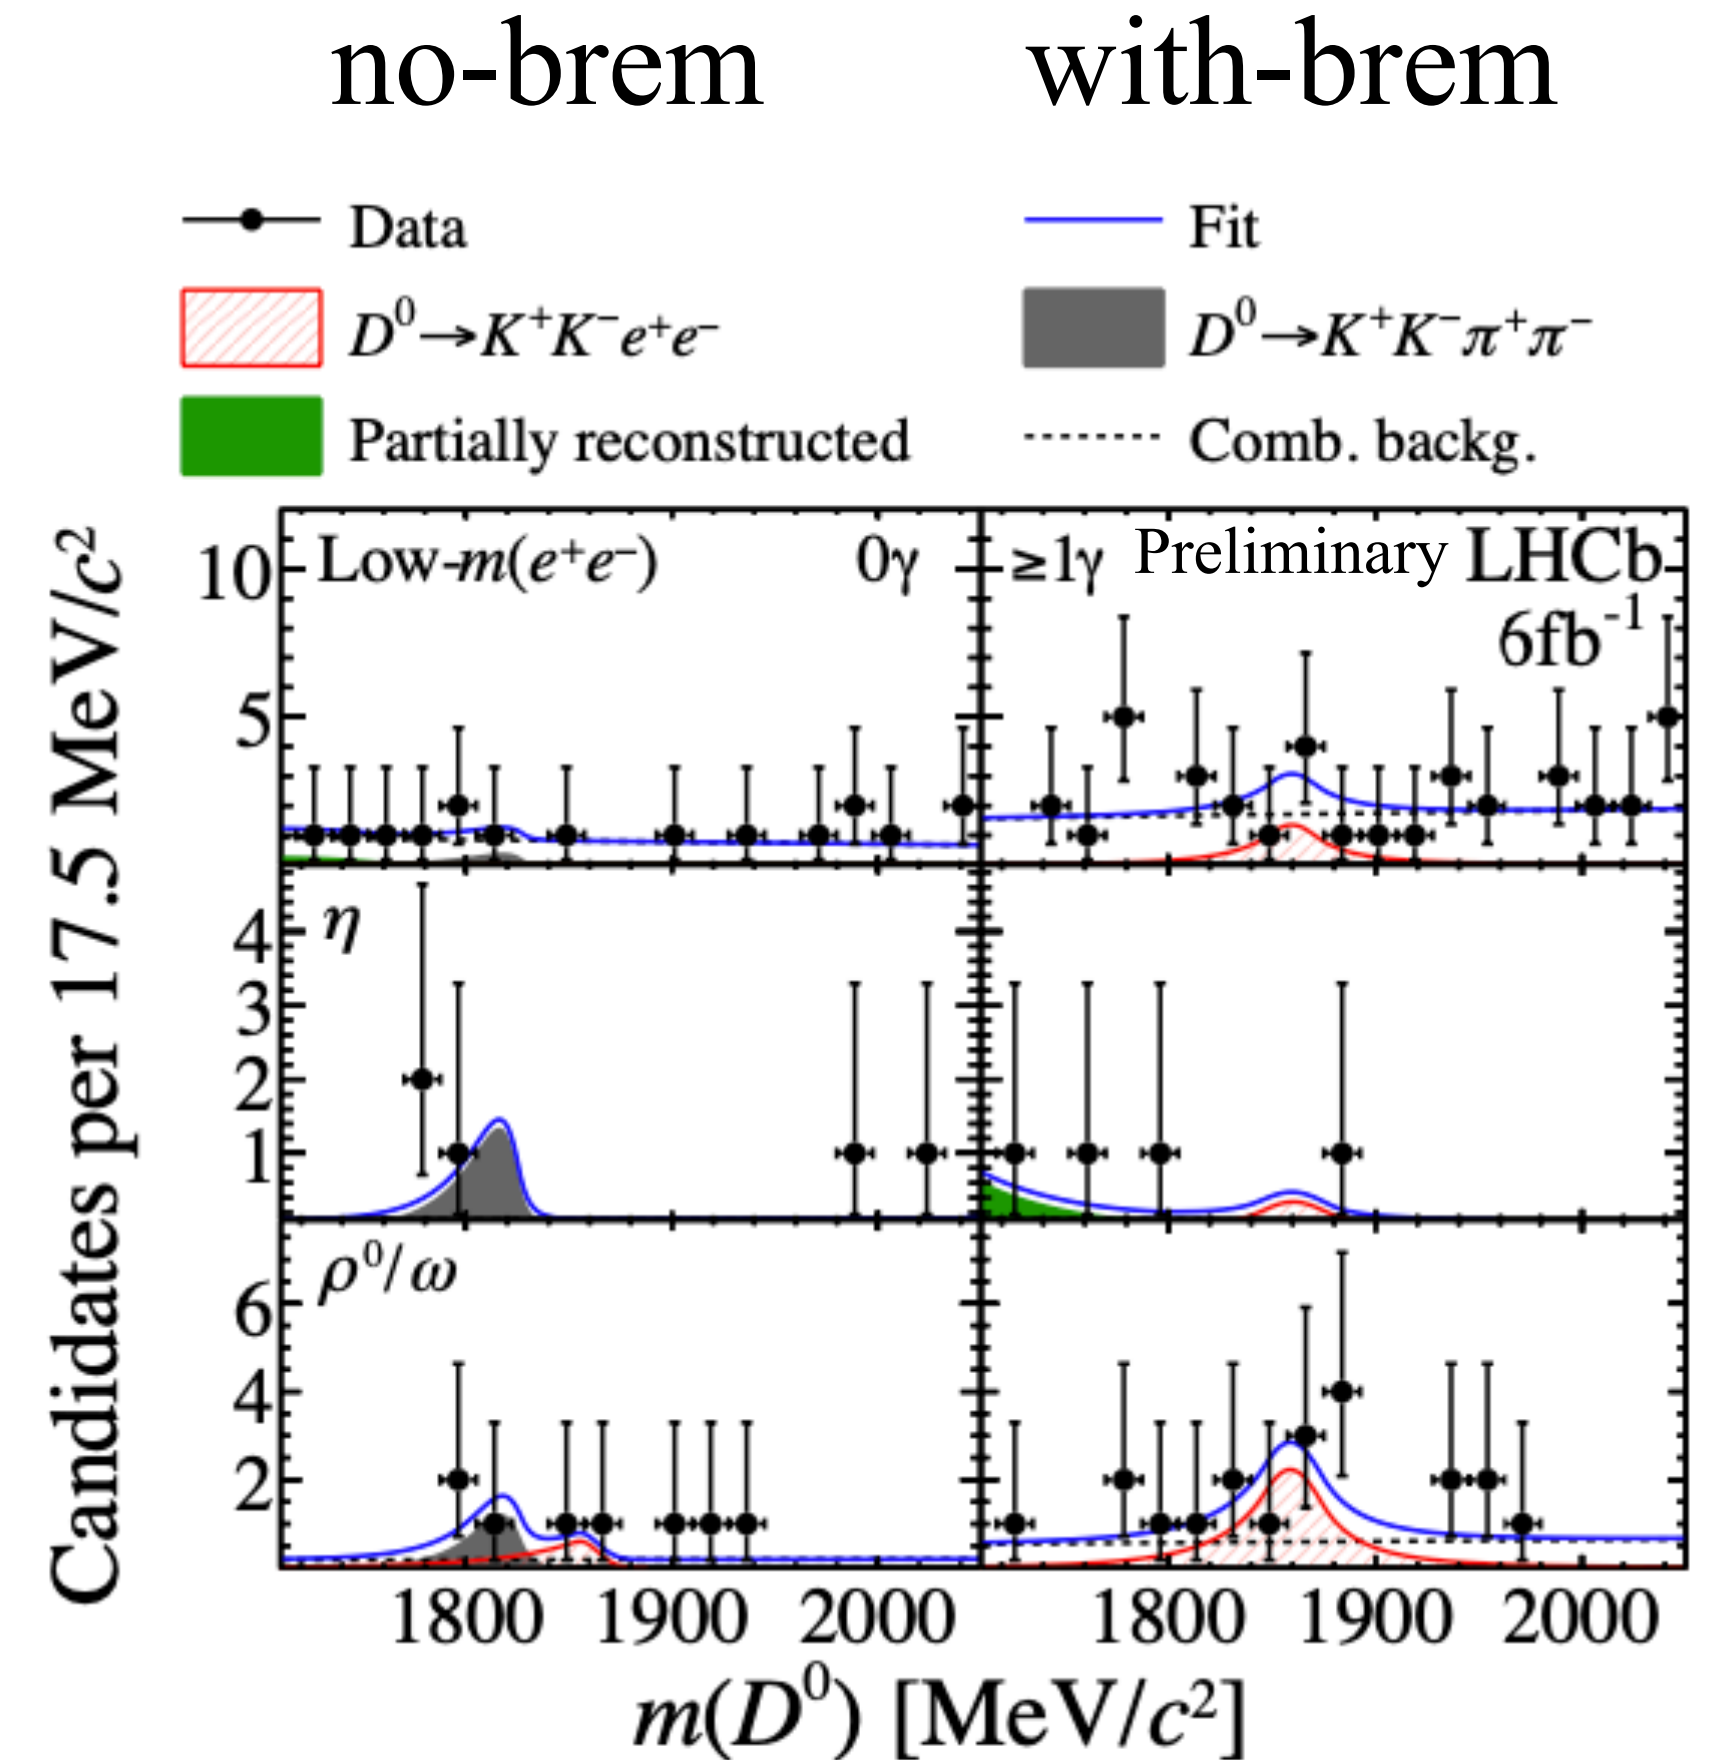 no-brem with-brem
Data Fit
D⁰→K⁺K⁻e⁺e⁻ D⁰→K⁺K⁻π⁺π⁻
Partially reconstructed Comb. backg.
Candidates per 17.5 MeV/c²
Low-m(e⁺e⁻) 0γ ≥1γ Preliminary LHCb
6fb⁻¹
10
5
η
4
3
2
1
ρ⁰/ω
6
4
2
1800 1900 2000 1800 1900 2000
m(D⁰) [MeV/c²]